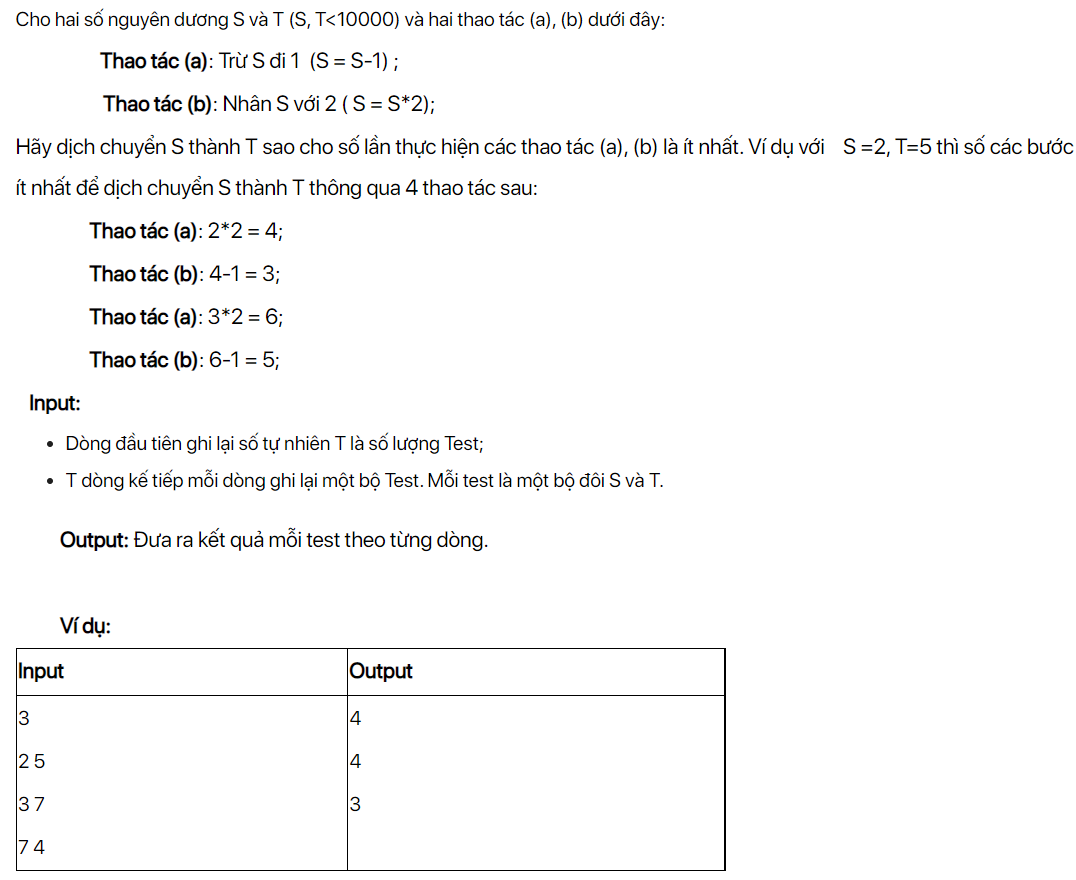 Cho hai số nguyên dương S và T (S, T<10000) và hai thao tác (a), (b) dưới đây:
Thao tác (a): Trừ S đi 1 (S = S-1) ;
Thao tác (b): Nhân S với 2 ( S = S*2);
Hãy dịch chuyển S thành T sao cho số lần thực hiện các thao tác (a), (b) là ít nhất. Ví dụ với S =2, T=5 thì số các bước
ít nhất để dịch chuyển S thành T thông qua 4 thao tác sau:
Thao tác (a): 2*2 = 4;
Thao tác (b): 4-1 = 3;
Thao tác (a): 3*2 = 6;
Thao tác (b): 6-1 = 5;
Input:
• Dòng đầu tiên ghi lại số tự nhiên T là số lượng Test;
• T dòng kế tiếp mỗi dòng ghi lại một bộ Test. Mỗi test là một bộ đôi S và T.
Output: Đưa ra kết quả mỗi test theo từng dòng.
Ví dụ:
Input Output
3 4
2 5 4
3 7 3
7 4